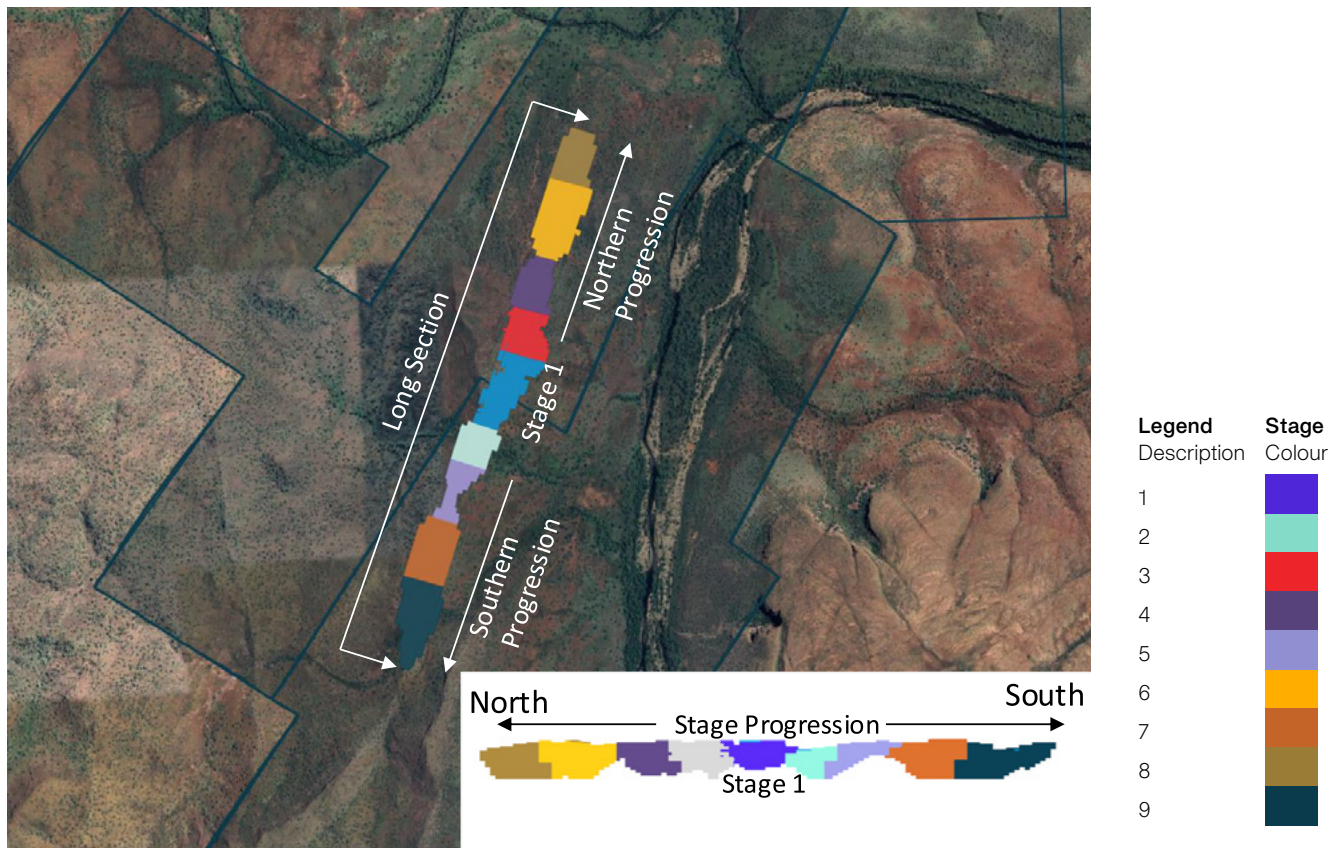 Long Section
Northern
Progression
Stage 1
Southern
Progression
North
South
Stage Progression
Stage 1
Legend Stage
Description Colour
1
2
3
4
5
6
7
8
9